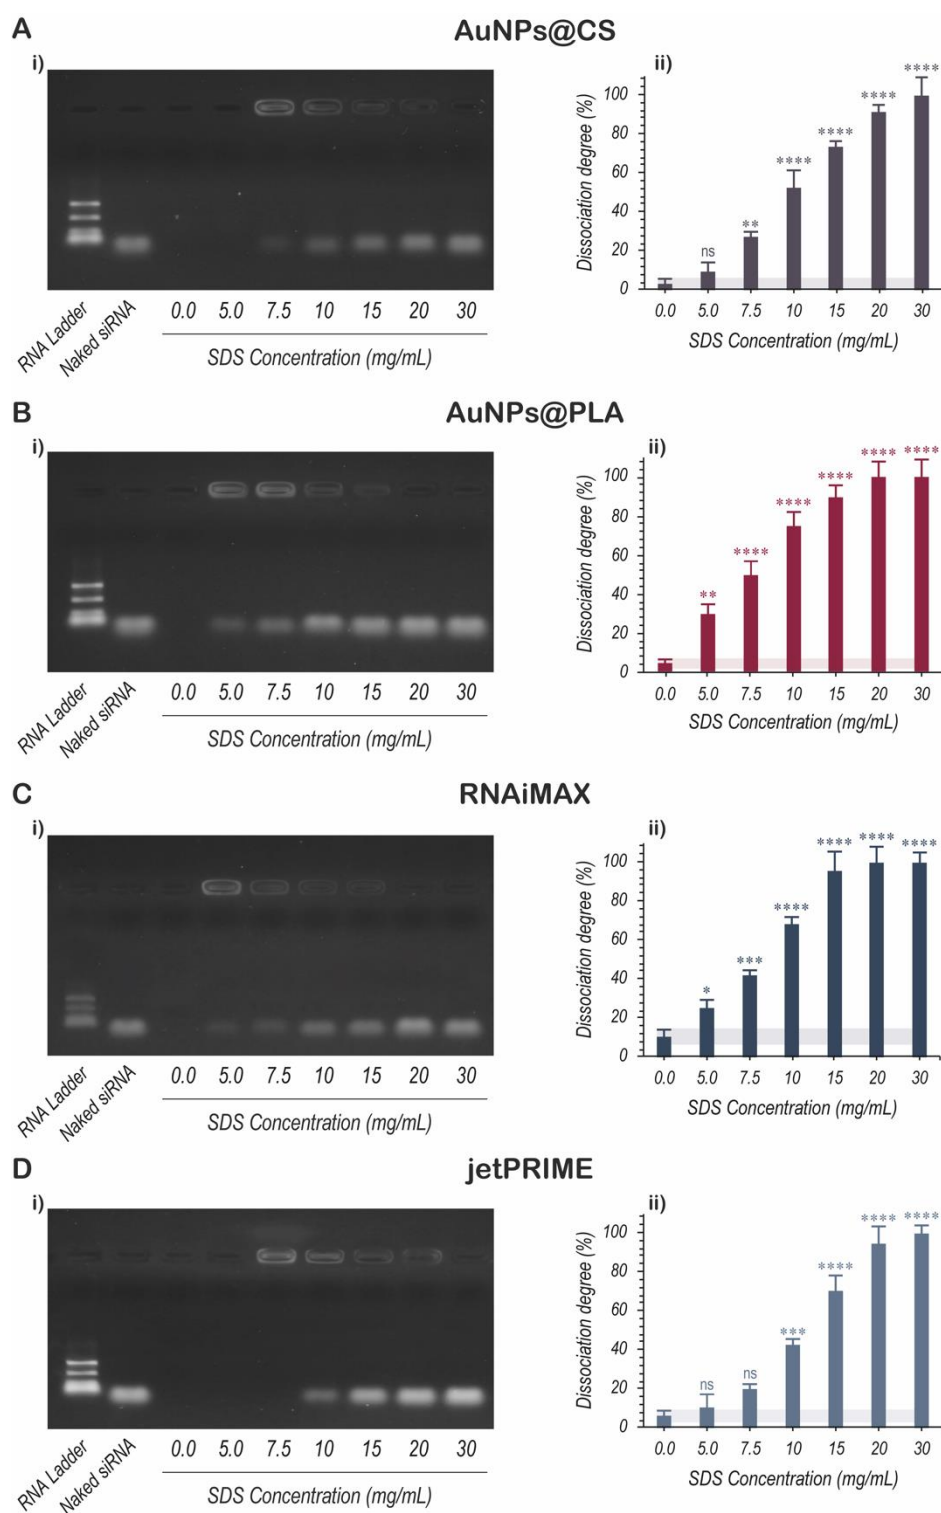 A
AuNPs@CS
i)
RNA Ladder
Naked siRNA
0.0 5.0 7.5 10 15 20 30
SDS Concentration (mg/mL)
ii)
Dissociation degree (%)
100
80
60
40
20
0
ns
**
****
****
****
****
0.0 5.0 7.5 10 15 20 30
SDS Concentration (mg/mL)
B
AuNPs@PLA
i)
RNA Ladder
Naked siRNA
0.0 5.0 7.5 10 15 20 30
SDS Concentration (mg/mL)
ii)
Dissociation degree (%)
100
80
60
40
20
0
**
****
****
****
****
****
0.0 5.0 7.5 10 15 20 30
SDS Concentration (mg/mL)
C
RNAiMAX
i)
RNA Ladder
Naked siRNA
0.0 5.0 7.5 10 15 20 30
SDS Concentration (mg/mL)
ii)
Dissociation degree (%)
100
80
60
40
20
0
*
***
****
****
****
****
0.0 5.0 7.5 10 15 20 30
SDS Concentration (mg/mL)
D
jetPRIME
i)
RNA Ladder
Naked siRNA
0.0 5.0 7.5 10 15 20 30
SDS Concentration (mg/mL)
ii)
Dissociation degree (%)
100
80
60
40
20
0
ns
ns
***
****
****
****
0.0 5.0 7.5 10 15 20 30
SDS Concentration (mg/mL)